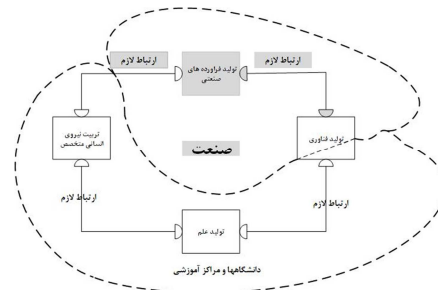 ارتباط لازم
تولید فراورده های
صنعتی
ارتباط لازم
تربیت نیروی
انسانی متخصص
صنعت
تولید فناوری
ارتباط لازم
ارتباط لازم
تولید علم
دانشگاهها و مراکز آموزشی